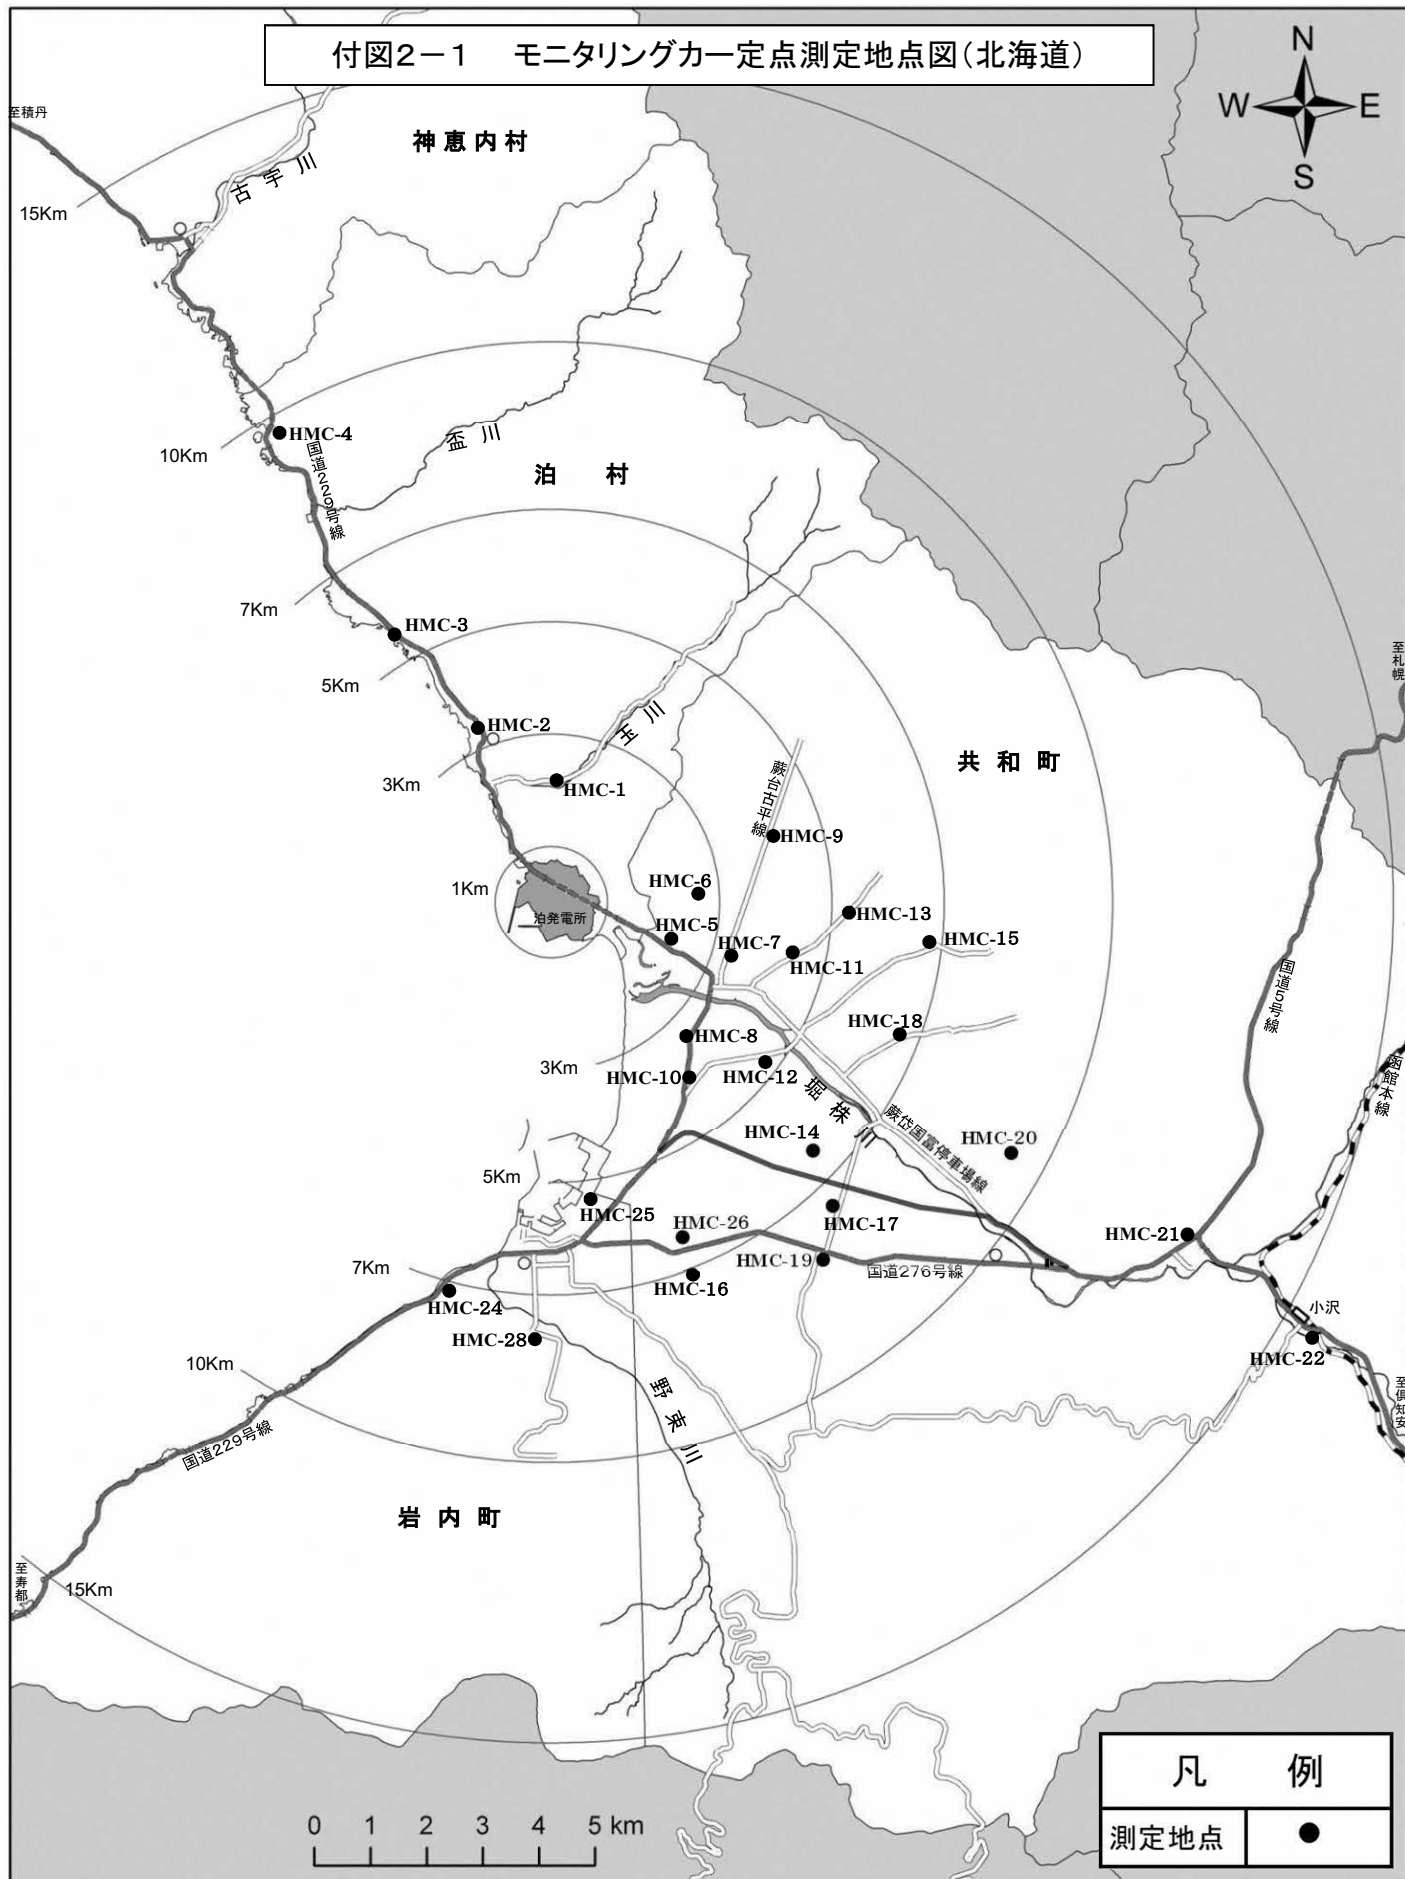 付図2－1　モニタリングカー定点測定地点図(北海道)
N
W
E
S
至積丹
神恵内村
古宇川
15Km
HMC-4
国道229号線
10Km
盃川
泊　村
7Km
HMC-3
5Km
HMC-2
玉川
3Km
HMC-1
共和町
至札幌
蕨台古平線
HMC-9
HMC-6
1Km
泊発電所
HMC-5
HMC-7
HMC-13
HMC-11
HMC-15
国道5号線
HMC-8
HMC-18
3Km
HMC-10
HMC-12
堀株川
函館本線
蕨岱国富停車場線
HMC-14
HMC-20
5Km
HMC-25
HMC-26
HMC-17
HMC-21
HMC-19
国道276号線
7Km
HMC-16
HMC-24
小沢
HMC-28
HMC-22
10Km
野束川
至倶知安
国道229号線
岩内町
至寿都
15Km
0 1 2 3 4 5 km
凡　例
測定地点